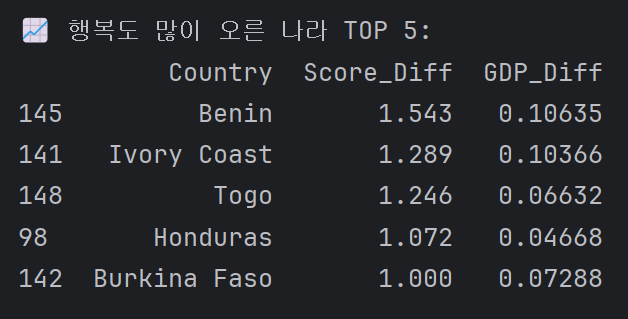 📈 행복도 많이 오른 나라 TOP 5:
Country Score_Diff GDP_Diff
145 Benin 1.543 0.10635
141 Ivory Coast 1.289 0.10366
148 Togo 1.246 0.06632
98 Honduras 1.072 0.04668
142 Burkina Faso 1.000 0.07288